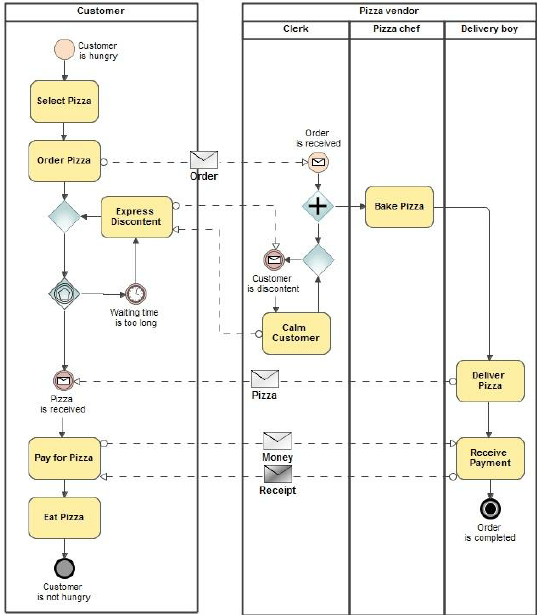 Customer
Pizza vendor
Clerk
Pizza chef
Delivery boy
Customer
is hungry
Select Pizza
Order Pizza
Order
Order
is received
Express
Discontent
Bake Pizza
Customer
is discontent
Waiting time
is too long
Calm
Customer
Pizza
is received
Pizza
Deliver
Pizza
Pay for Pizza
Money
Receipt
Receive
Payment
Eat Pizza
Order
is completed
Customer
is not hungry